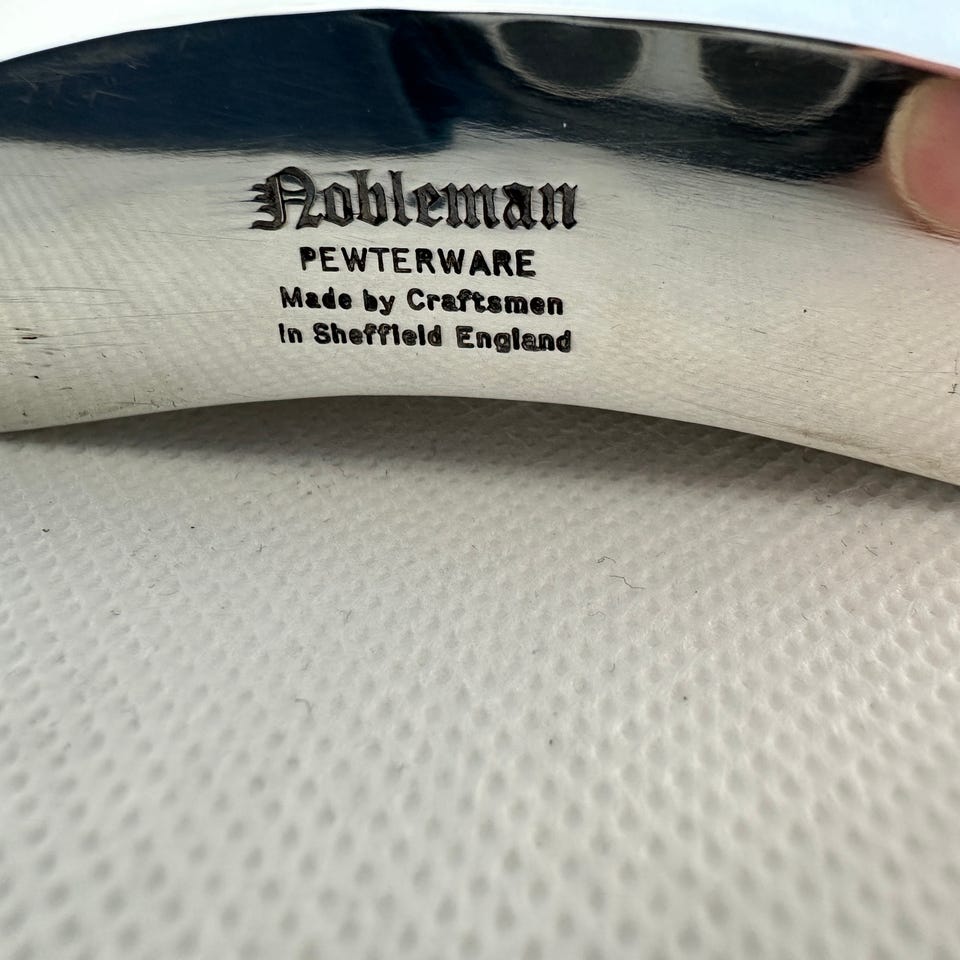 Nobleman
PEWTERWARE
Made by Craftsmen
In Sheffield England